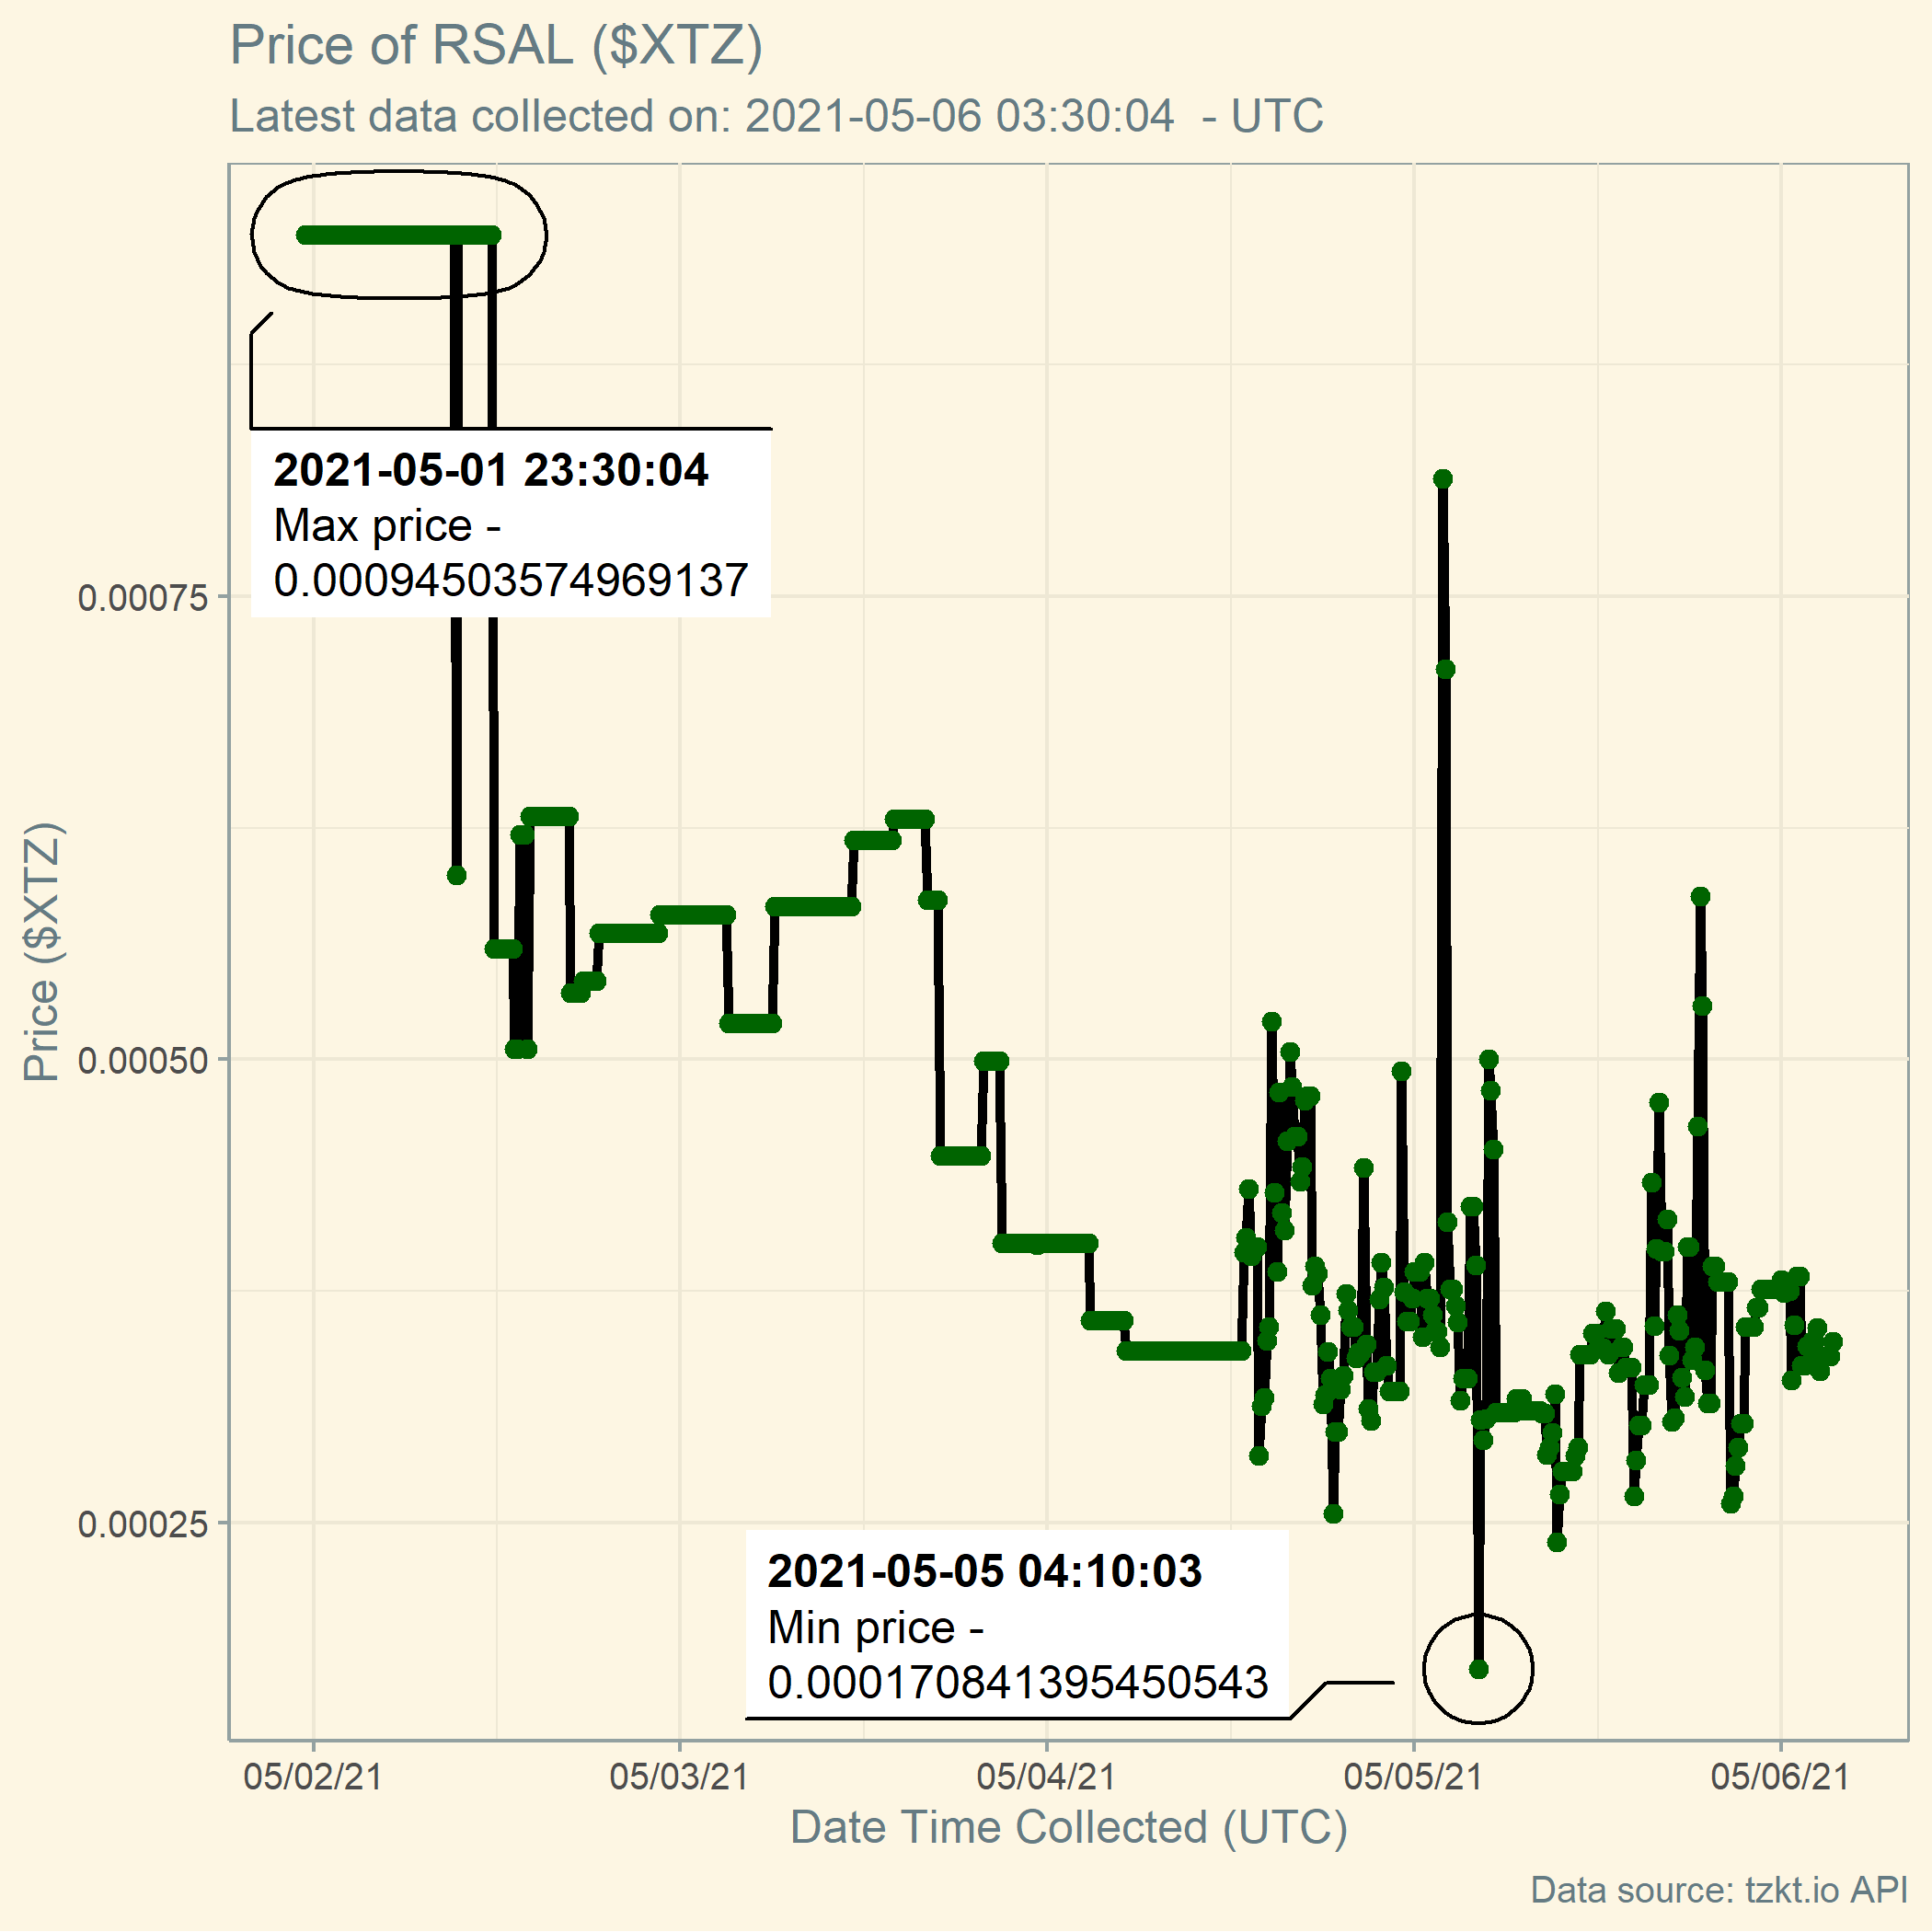 Price of RSAL ($XTZ)
Latest data collected on: 2021-05-06 03:30:04  - UTC
2021-05-01 23:30:04
Max price -
0.000945035749​69137
0.00075
Price ($XTZ)
0.00050
0.00025
2021-05-05 04:10:03
Min price -
0.000170841395450543
05/02/21
05/03/21
05/04/21
05/05/21
05/06/21
Date Time Collected (UTC)
Data source: tzkt.io API